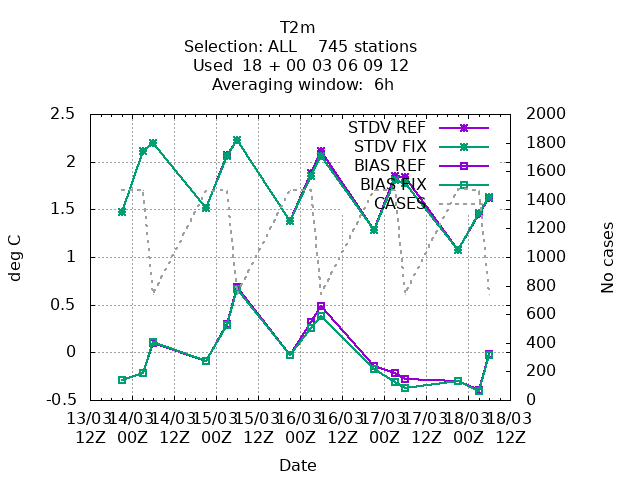 T2m
Selection: ALL    745 stations
Used  18 + 00 03 06 09 12
Averaging window:  6h
STDV REF
STDV FIX
BIAS REF
BIAS FIX
CASES
deg C
2.5
2
1.5
1
0.5
0
-0.5
2000
1800
1600
1400
1200
1000
800
600
400
200
0
No cases
13/03 14/03 14/03 15/03 15/03 16/03 16/03 17/03 17/03 18/03 18/03
12Z 00Z 12Z 00Z 12Z 00Z 12Z 00Z 12Z 00Z 12Z
Date